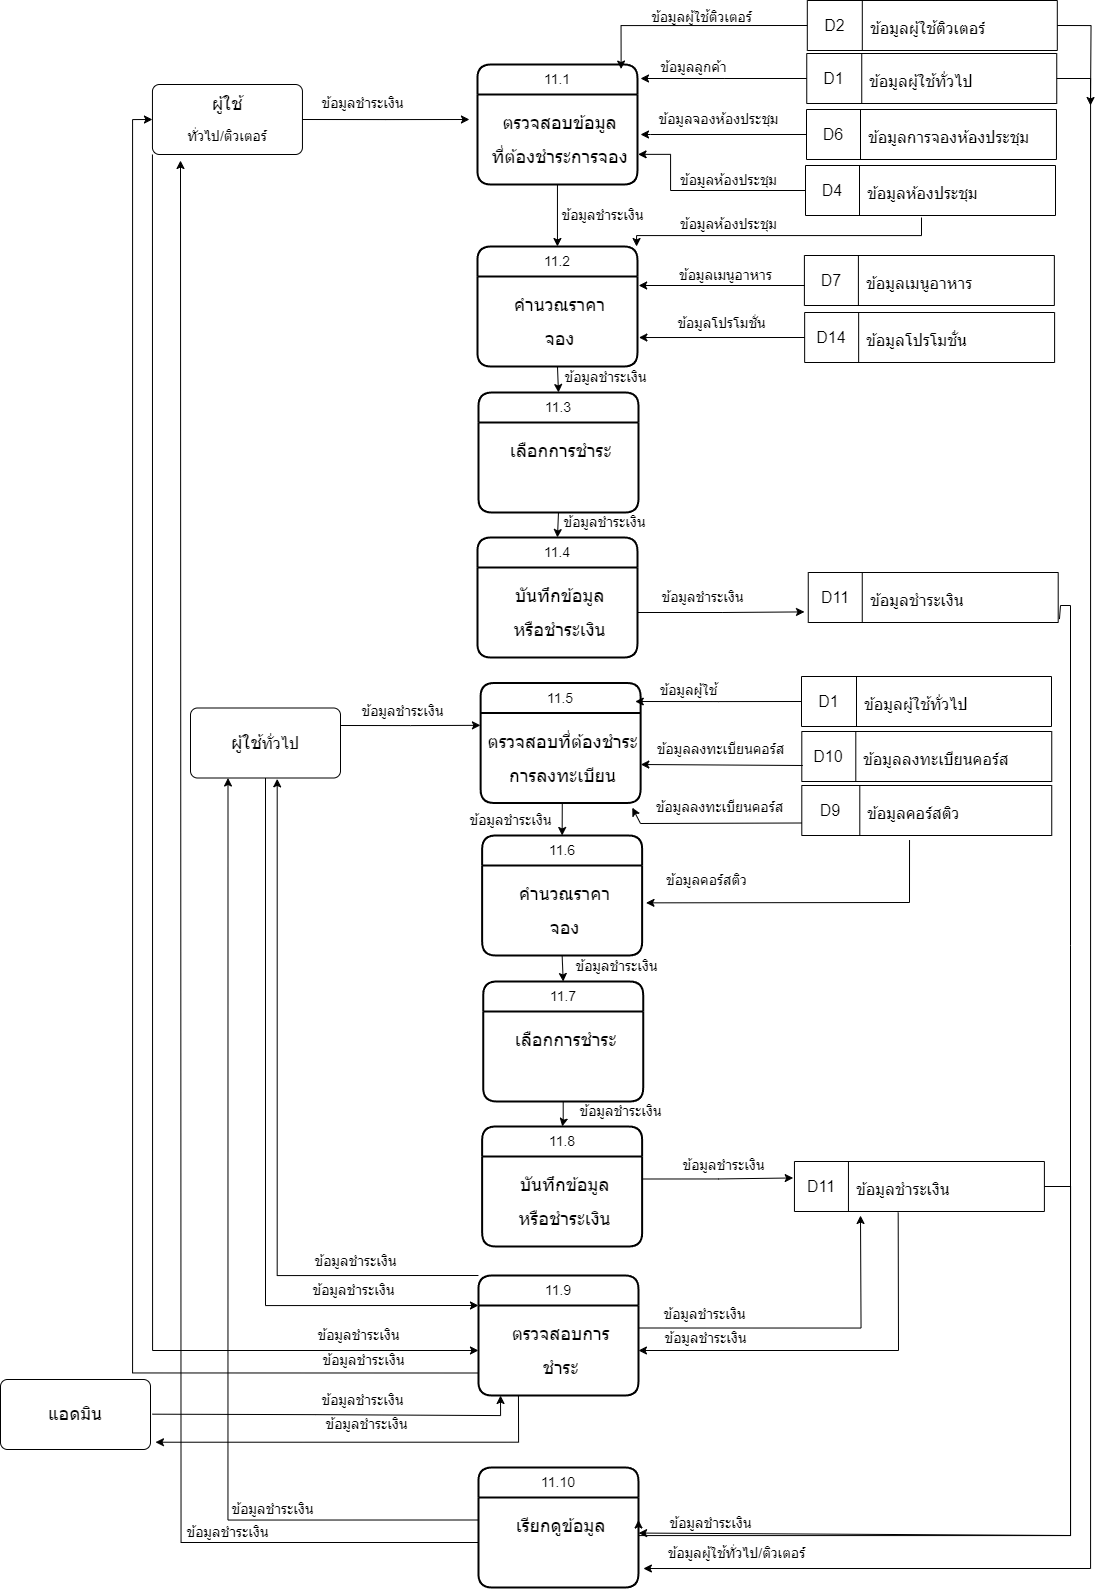 ข้อมูลผู้ใช้ติวเตอร์
D2
ข้อมูลผู้ใช้ติวเตอร์
ข้อมูลลูกค้า
D1
ข้อมูลผู้ใช้ทั่วไป
11.1
ผู้ใช้
ทั่วไป/ติวเตอร์
ข้อมูลชำระเงิน
ตรวจสอบข้อมูล
ที่ต้องชำระการจอง
ข้อมูลจองห้องประชุม
D6
ข้อมูลการจองห้องประชุม
ข้อมูลห้องประชุม
D4
ข้อมูลห้องประชุม
ข้อมูลชำระเงิน
ข้อมูลห้องประชุม
11.2
คำนวณราคา
จอง
ข้อมูลเมนูอาหาร
D7
ข้อมูลเมนูอาหาร
ข้อมูลโปรโมชั่น
D14
ข้อมูลโปรโมชั่น
ข้อมูลชำระเงิน
11.3
เลือกการชำระ
ข้อมูลชำระเงิน
11.4
บันทึกข้อมูล
หรือชำระเงิน
ข้อมูลชำระเงิน
D11
ข้อมูลชำระเงิน
ผู้ใช้ทั่วไป
ข้อมูลชำระเงิน
11.5
ตรวจสอบที่ต้องชำระ
การลงทะเบียน
ข้อมูลผู้ใช้
D1
ข้อมูลผู้ใช้ทั่วไป
ข้อมูลลงทะเบียนคอร์ส
D10
ข้อมูลลงทะเบียนคอร์ส
ข้อมูลลงทะเบียนคอร์ส
D9
ข้อมูลคอร์สติว
ข้อมูลชำระเงิน
11.6
คำนวณราคา
จอง
ข้อมูลคอร์สติว
ข้อมูลชำระเงิน
11.7
เลือกการชำระ
ข้อมูลชำระเงิน
11.8
บันทึกข้อมูล
หรือชำระเงิน
ข้อมูลชำระเงิน
D11
ข้อมูลชำระเงิน
ข้อมูลชำระเงิน
ข้อมูลชำระเงิน
11.9
ตรวจสอบการ
ชำระ
ข้อมูลชำระเงิน
ข้อมูลชำระเงิน
ข้อมูลชำระเงิน
ข้อมูลชำระเงิน
แอดมิน
ข้อมูลชำระเงิน
ข้อมูลชำระเงิน
11.10
เรียกดูข้อมูล
ข้อมูลชำระเงิน
ข้อมูลชำระเงิน
ข้อมูลชำระเงิน
ข้อมูลผู้ใช้ทั่วไป/ติวเตอร์